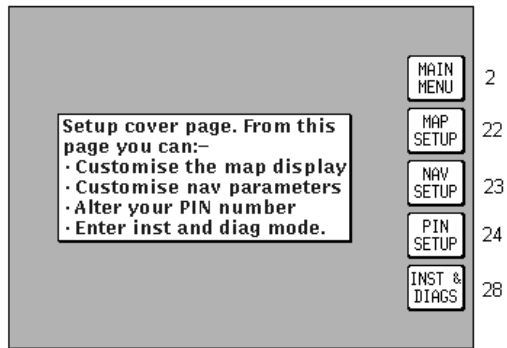 Setup cover page. From this
page you can:-
· Customise the map display
· Customise nav parameters
· Alter your PIN number
· Enter inst and diag mode.
MAIN
MENU
2
MAP
SETUP
22
NAV
SETUP
23
PIN
SETUP
24
INST &
DIAGS
28